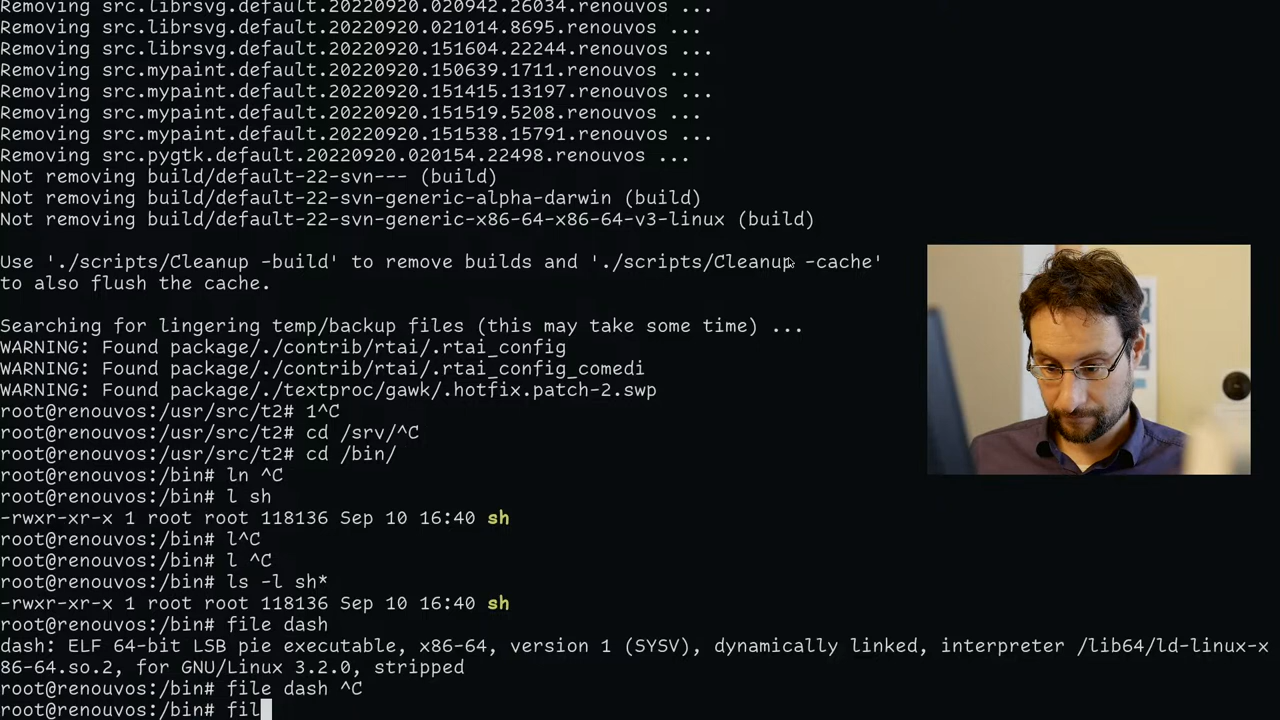 Removing src.librsvg.default.20220920.020942.26034.renouvos ...
Removing src.librsvg.default.20220920.021014.8695.renouvos ...
Removing src.librsvg.default.20220920.151604.22244.renouvos ...
Removing src.mypaint.default.20220920.150639.1711.renouvos ...
Removing src.mypaint.default.20220920.151415.13197.renouvos ...
Removing src.mypaint.default.20220920.151519.5208.renouvos ...
Removing src.mypaint.default.20220920.151538.15791.renouvos ...
Removing src.pygtk.default.20220920.020154.22498.renouvos ...
Not removing build/default-22-svn--- (build)
Not removing build/default-22-svn-generic-alpha-darwin (build)
Not removing build/default-22-svn-generic-x86-64-x86-64-v3-linux (build)
Use './scripts/Cleanup -build' to remove builds and './scripts/Cleanup -cache'
to also flush the cache.
Searching for lingering temp/backup files (this may take some time) ...
WARNING: Found package/./contrib/rtai/.rtai_config
WARNING: Found package/./contrib/rtai/.rtai_config_comedi
WARNING: Found package/./textproc/gawk/.hotfix.patch-2.swp
root@renouvos:/usr/src/t2# 1^C
root@renouvos:/usr/src/t2# cd /srv/^C
root@renouvos:/usr/src/t2# cd /bin/
root@renouvos:/bin# ln ^C
root@renouvos:/bin# l sh
-rwxr-xr-x 1 root root 118136 Sep 10 16:40 sh
root@renouvos:/bin# l^C
root@renouvos:/bin# l ^C
root@renouvos:/bin# ls -l sh*
-rwxr-xr-x 1 root root 118136 Sep 10 16:40 sh
root@renouvos:/bin# file dash
dash: ELF 64-bit LSB pie executable, x86-64, version 1 (SYSV), dynamically linked, interpreter /lib64/ld-linux-x
86-64.so.2, for GNU/Linux 3.2.0, stripped
root@renouvos:/bin# file dash ^C
root@renouvos:/bin# fil